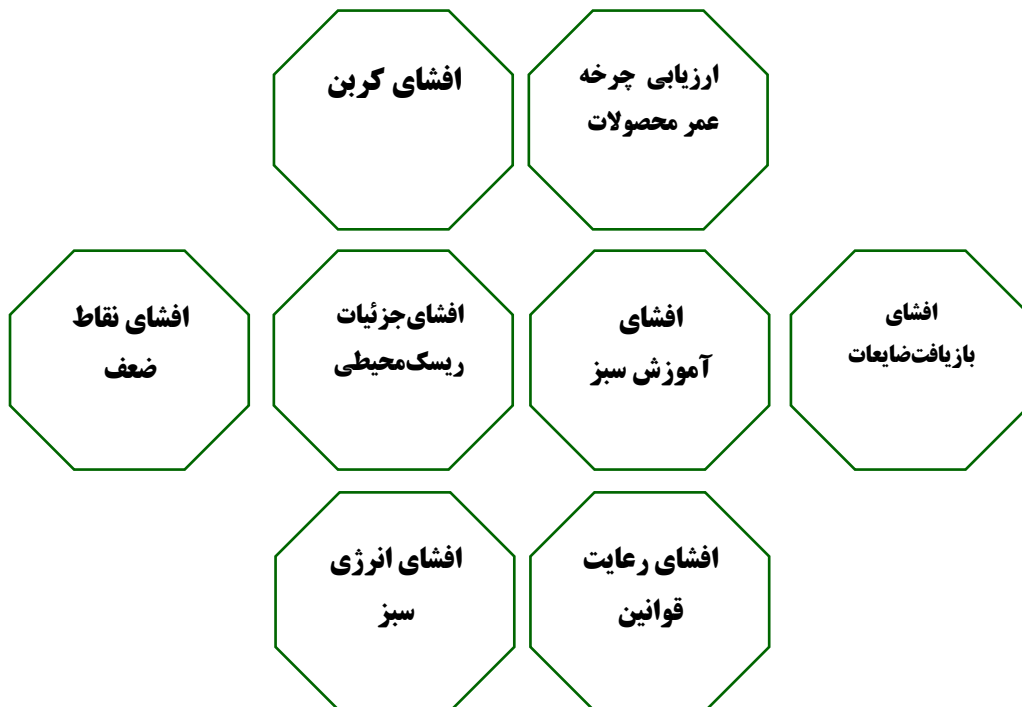 ارزیابی چرخه
عمر محصولات
افشای کربن
افشای
بازیافت‌ضایعات
افشای
آموزش سبز
افشای‌جزئیات
ریسک‌محیطی
افشای نقاط
ضعف
افشای رعایت
قوانین
افشای انرژی
سبز